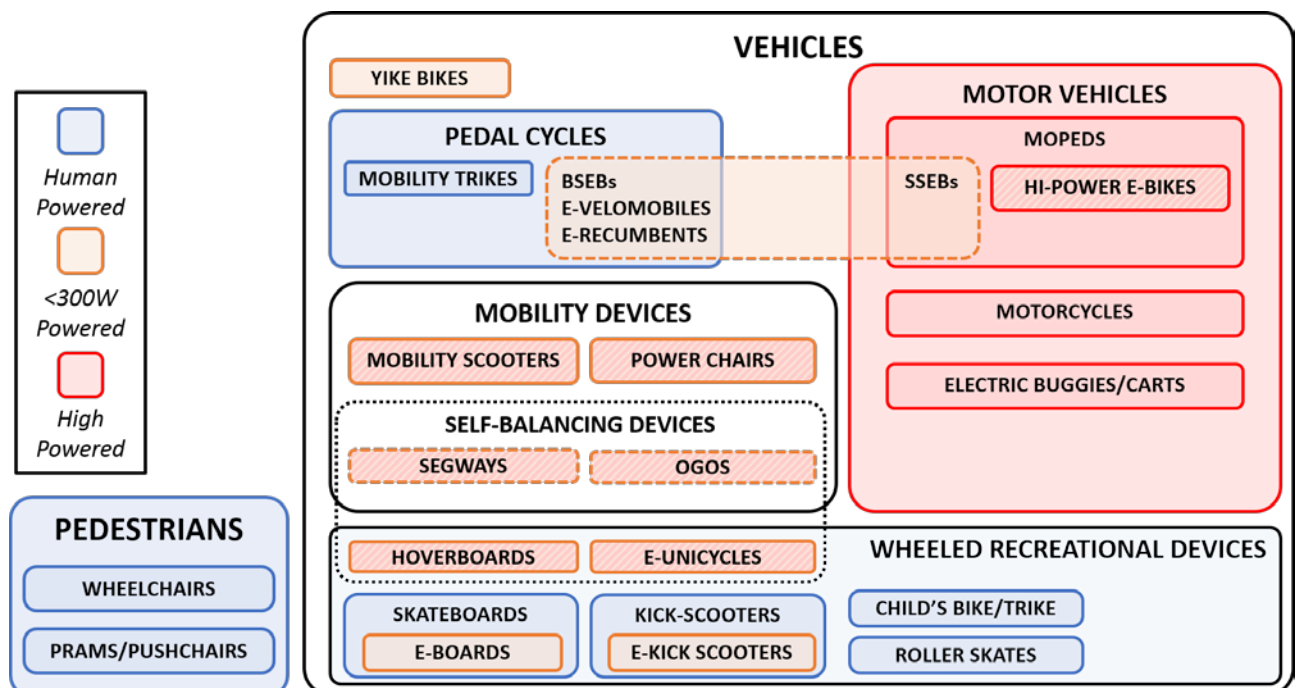 VEHICLES
YIKE BIKES
Human
Powered
<300W
Powered
High
Powered
PEDAL CYCLES
MOBILITY TRIKES
BSEBs
E-VELOMOBILES
E-RECUMBENTS
SSEBs
MOTOR VEHICLES
MOPEDS
HI-POWER E-BIKES
MOTORCYCLES
ELECTRIC BUGGIES/CARTS
MOBILITY DEVICES
MOBILITY SCOOTERS
POWER CHAIRS
SELF-BALANCING DEVICES
SEGWAYS
OGOS
PEDESTRIANS
WHEELCHAIRS
PRAMS/PUSHCHAIRS
HOVERBOARDS
E-UNICYCLES
WHEELED RECREATIONAL DEVICES
SKATEBOARDS
E-BOARDS
KICK-SCOOTERS
E-KICK SCOOTERS
CHILD'S BIKE/TRIKE
ROLLER SKATES